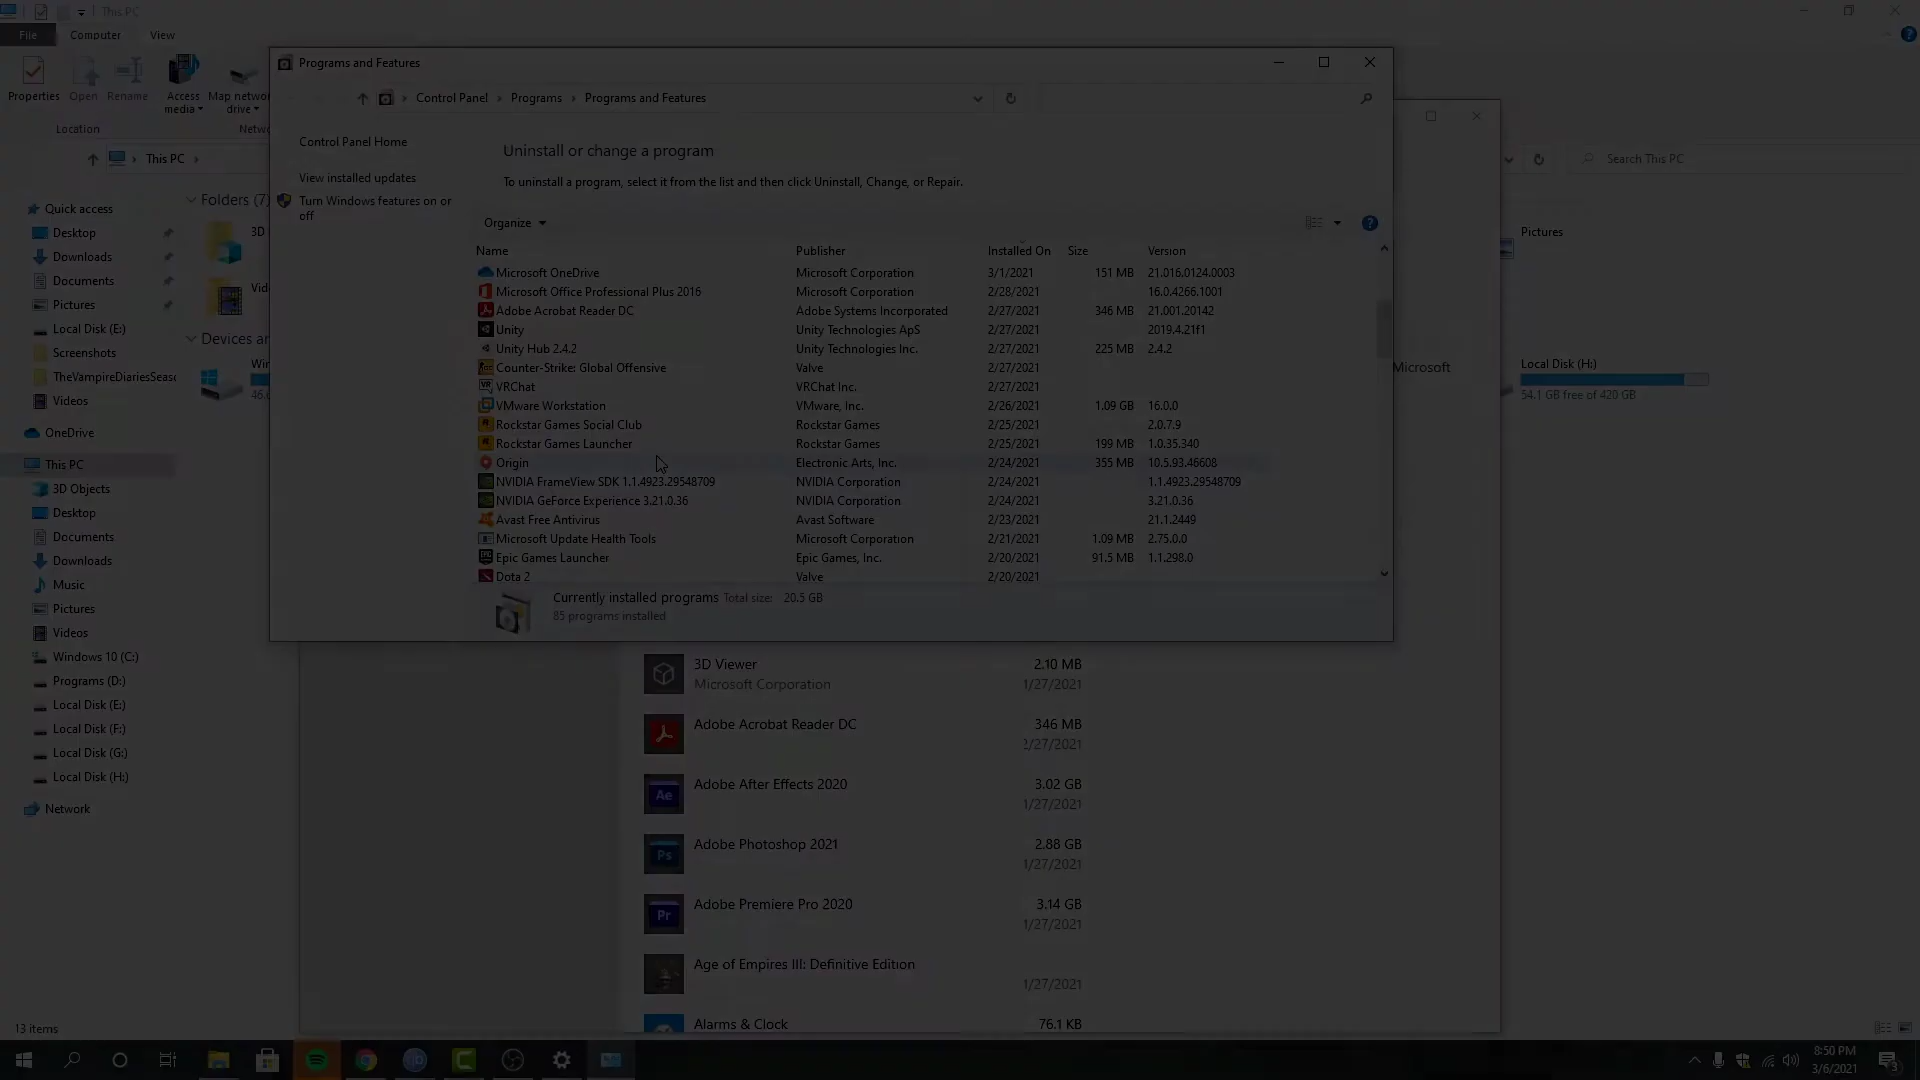 This PC
File
Computer
View
Properties
Open
Rename
Access media
Map netwo drive
Location
Netwo
This PC
Search This PC
Quick access
Desktop
Downloads
Documents
Pictures
Local Disk (E:)
Screenshots
TheVampireDiariesSeas
Videos
OneDrive
This PC
3D Objects
Desktop
Documents
Downloads
Music
Pictures
Videos
Windows 10 (C:)
Programs (D:)
Local Disk (E:)
Local Disk (F:)
Local Disk (G:)
Local Disk (H:)
Network
13 items
Folders (7)
3D
Vid
Devices an
Win
46.6
Programs and Features
Control Panel
Programs
Programs and Features
Control Panel Home
View installed updates
Turn Windows features on or
off
Uninstall or change a program
To uninstall a program, select it from the list and then click Uninstall, Change, or Repair.
Organize
Name Publisher Installed On Size Version
Microsoft OneDrive Microsoft Corporation 3/1/2021 151 MB 21.016.0124.0003
Microsoft Office Professional Plus 2016 Microsoft Corporation 2/28/2021 16.0.4266.1001
Adobe Acrobat Reader DC Adobe Systems Incorporated 2/27/2021 346 MB 21.001.20142
Unity Unity Technologies ApS 2/27/2021 2019.4.21f1
Unity Hub 2.4.2 Unity Technologies Inc. 2/27/2021 225 MB 2.4.2
Counter-Strike: Global Offensive Valve 2/27/2021
VRChat VRChat Inc. 2/27/2021
VMware Workstation VMware, Inc. 2/26/2021 1.09 GB 16.0.0
Rockstar Games Social Club Rockstar Games 2/25/2021 2.0.7.9
Rockstar Games Launcher Rockstar Games 2/25/2021 199 MB 1.0.35.340
Origin Electronic Arts, Inc. 2/24/2021 355 MB 10.5.93.46608
NVIDIA FrameView SDK 1.1.4923.29548709 NVIDIA Corporation 2/24/2021 1.1.4923.29548709
NVIDIA GeForce Experience 3.21.0.36 NVIDIA Corporation 2/24/2021 3.21.0.36
Avast Free Antivirus Avast Software 2/23/2021 21.1.2449
Microsoft Update Health Tools Microsoft Corporation 2/21/2021 1.09 MB 2.75.0.0
Epic Games Launcher Epic Games, Inc. 2/20/2021 91.5 MB 1.1.298.0
Dota 2 Valve 2/20/2021
Currently installed programs Total size: 20.5 GB
85 programs installed
Microsoft
Pictures
Local Disk (H:)
54.1 GB free of 420 GB
3D Viewer 2.10 MB
Microsoft Corporation 1/27/2021
Adobe Acrobat Reader DC 346 MB
2/27/2021
Ae Adobe After Effects 2020 3.02 GB
1/27/2021
Ps Adobe Photoshop 2021 2.88 GB
1/27/2021
Pr Adobe Premiere Pro 2020 3.14 GB
1/27/2021
Age of Empires III: Definitive Edition
1/27/2021
Alarms & Clock 76.1 KB
8:50 PM
3/6/2021
3